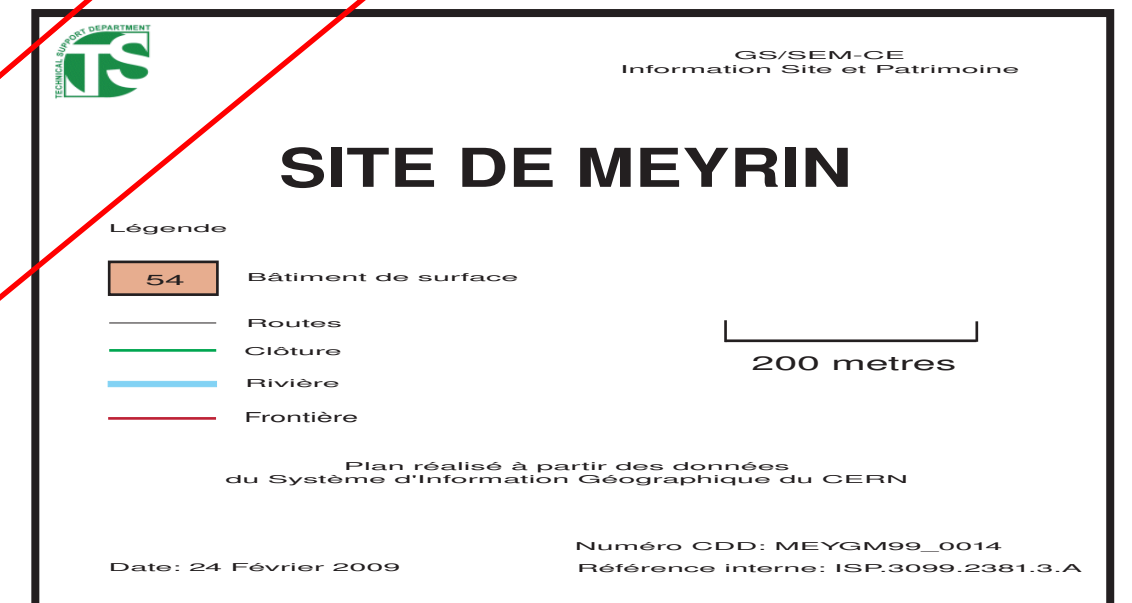 TECHNICAL SUPPORT DEPARTMENT
TS
GS/SEM-CE
Information Site et Patrimoine
SITE DE MEYRIN
Légende
54 Bâtiment de surface
Routes
Clôture
Rivière
Frontière
200 metres
Plan réalisé à partir des données
du Système d'Information Géographique du CERN
Numéro CDD: MEYGM99_0014
Date: 24 Février 2009
Référence interne: ISP.3099.2381.3.A